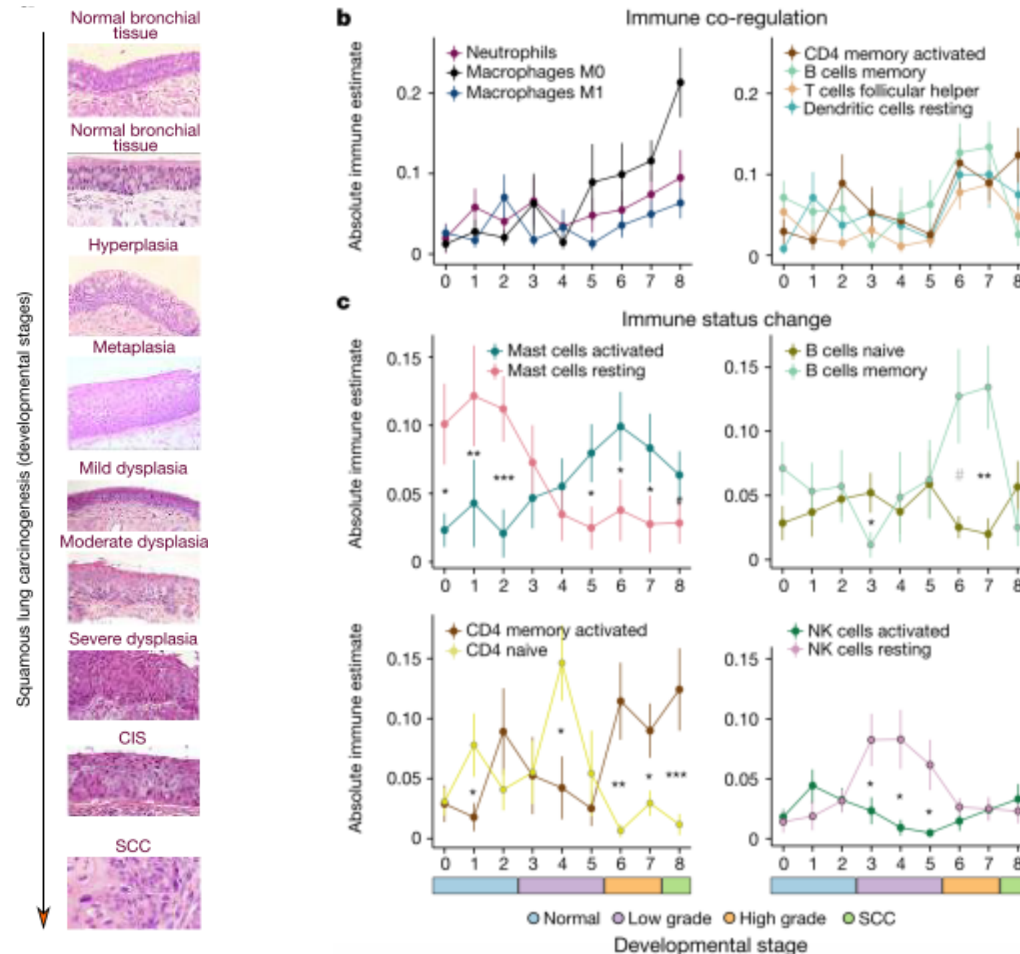 Squamous lung carcinogenesis (developmental stages)
Normal bronchial
tissue
Normal bronchial
tissue
Hyperplasia
Metaplasia
Mild dysplasia
Moderate dysplasia
Severe dysplasia
CIS
SCC
b
Immune co-regulation
Absolute immune estimate
0.2
0.1
0
Neutrophils
Macrophages M0
Macrophages M1
0 1 2 3 4 5 6 7 8
Absolute immune estimate
0.2
0.1
0
CD4 memory activated
B cells memory
T cells follicular helper
Dendritic cells resting
0 1 2 3 4 5 6 7 8
c
Immune status change
Absolute immune estimate
0.15
0.10
0.05
0
Mast cells activated
Mast cells resting
* ** *** * * * #
0 1 2 3 4 5 6 7 8
0.15
0.10
0.05
0
B cells naive
B cells memory
* # **
0 1 2 3 4 5 6 7 8
Absolute immune estimate
0.15
0.10
0.05
0
CD4 memory activated
CD4 naive
* * ** * ***
0 1 2 3 4 5 6 7 8
0.15
0.10
0.05
0
NK cells activated
NK cells resting
* * *
0 1 2 3 4 5 6 7 8
Normal Low grade High grade SCC
Developmental stage